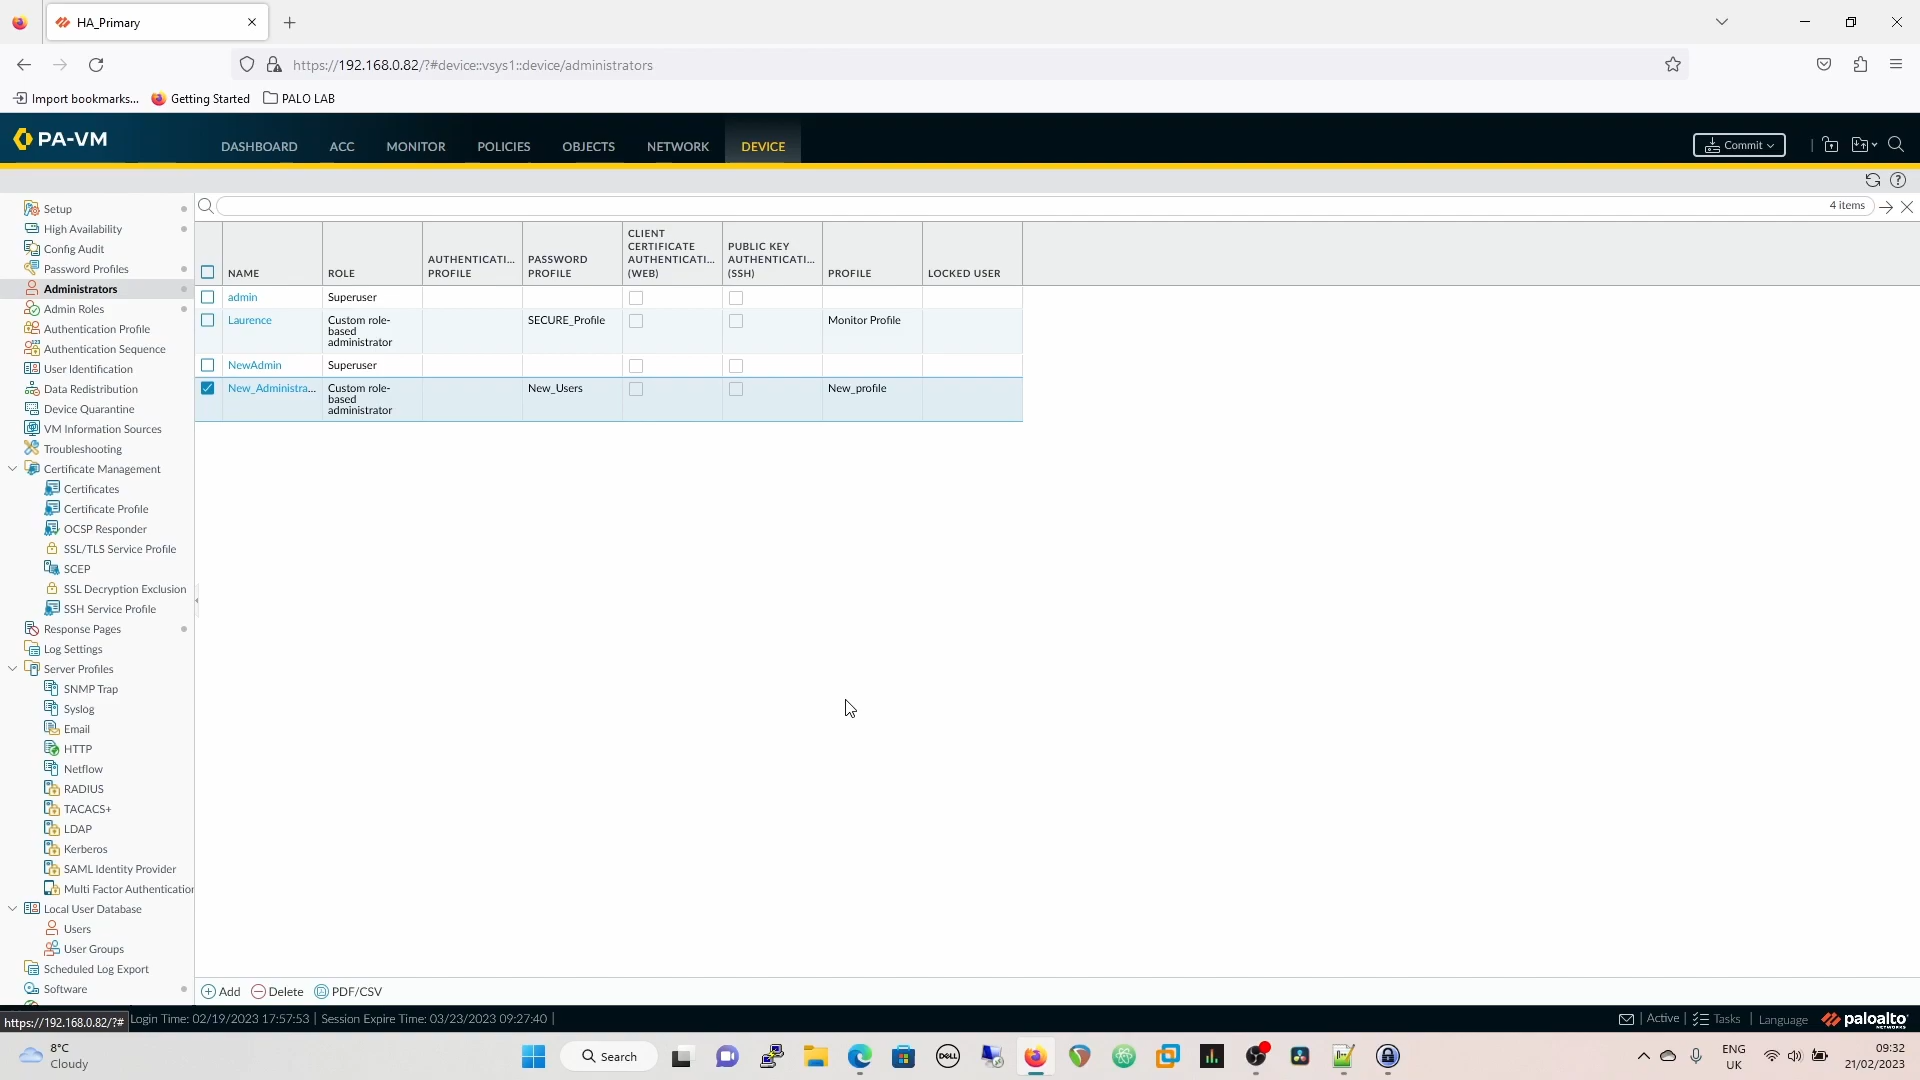 HA_Primary
https://192.168.0.82/?#device::vsys1::device/administrators
Import bookmarks... Getting Started PALO LAB
PA-VM
DASHBOARD ACC MONITOR POLICIES OBJECTS NETWORK DEVICE
Commit
4 items
NAME
ROLE
AUTHENTICATI... PROFILE
PASSWORD PROFILE
CLIENT CERTIFICATE AUTHENTICATI... (WEB)
PUBLIC KEY AUTHENTICATI... (SSH)
PROFILE
LOCKED USER
admin Superuser
Laurence Custom role-based administrator SECURE_Profile Monitor Profile
NewAdmin Superuser
New_Administra... Custom role-based administrator New_Users New_profile
Setup
High Availability
Config Audit
Password Profiles
Administrators
Admin Roles
Authentication Profile
Authentication Sequence
User Identification
Data Redistribution
Device Quarantine
VM Information Sources
Troubleshooting
Certificate Management
Certificates
Certificate Profile
OCSP Responder
SSL/TLS Service Profile
SCEP
SSL Decryption Exclusion
SSH Service Profile
Response Pages
Log Settings
Server Profiles
SNMP Trap
Syslog
Email
HTTP
Netflow
RADIUS
TACACS+
LDAP
Kerberos
SAML Identity Provider
Multi Factor Authentication
Local User Database
Users
User Groups
Scheduled Log Export
Software
Add Delete PDF/CSV
https://192.168.0.82/?# Login Time: 02/19/2023 17:57:53 | Session Expire Time: 03/23/2023 09:27:40 |
Active Tasks Language paloalto NETWORKS
8°C
Cloudy
Search
DELL
ENG
UK
09:32
21/02/2023